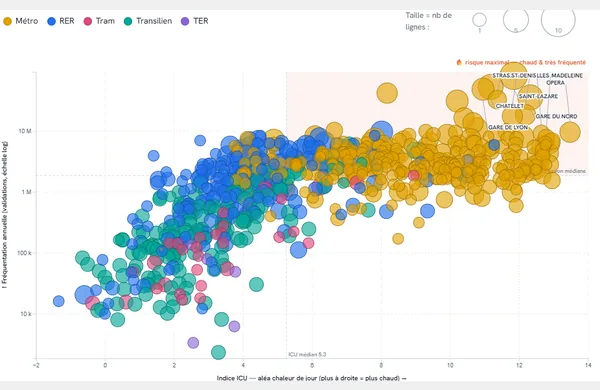 Métro RER Tram Transilien TER
Taille = nb de
lignes :
1 5 10
risque maximal — chaud & très fréquenté
STRAS.ST.DENIS LLES.MADELEINE
OPERA
SAINT-LAZARE
CHATELET
GARE DU NORD
GARE DE LYON
10 M
médiane
1 M
100 k
10 k
ICU médian 5.3
−2 0 2 4 6 8 10 12 14
↑ Fréquentation annuelle (validations, échelle log)
Indice ICU — aléa chaleur de jour (plus à droite = plus chaud) →